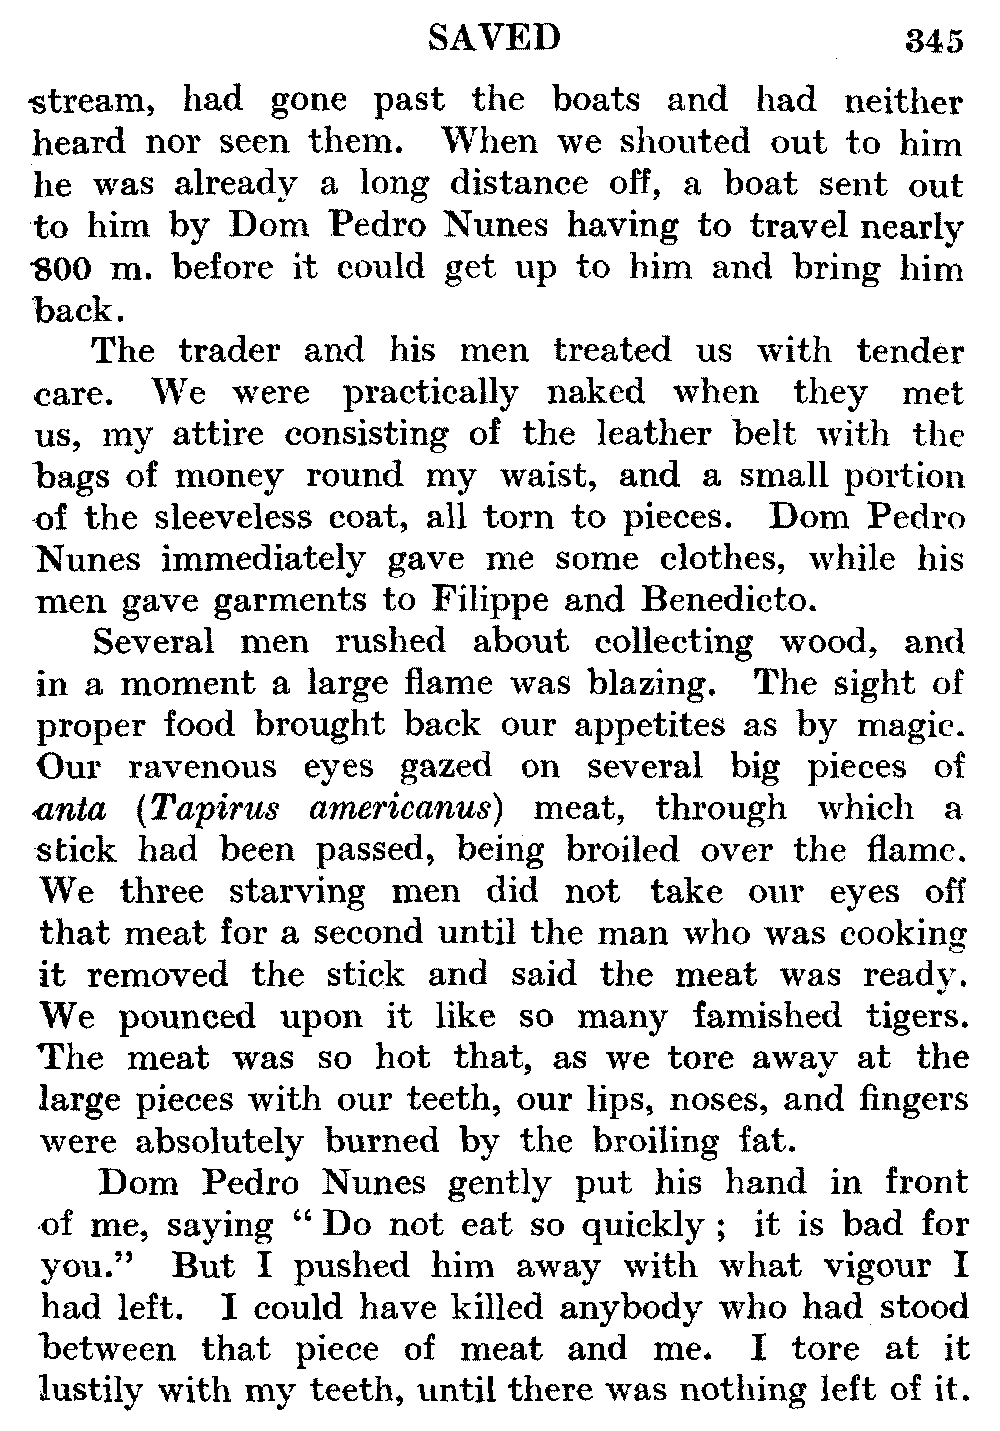 SAVED 345
stream, had gone past the boats and had neither
heard nor seen them. When we shouted out to him
he was already a long distance off, a boat sent out
to him by Dom Pedro Nunes having to travel nearly
800 m. before it could get up to him and bring him
back.
The trader and his men treated us with tender
care. We were practically naked when they met
us, my attire consisting of the leather belt with the
bags of money round my waist, and a small portion
of the sleeveless coat, all torn to pieces. Dom Pedro
Nunes immediately gave me some clothes, while his
men gave garments to Filippe and Benedicto.
Several men rushed about collecting wood, and
in a moment a large flame was blazing. The sight of
proper food brought back our appetites as by magic.
Our ravenous eyes gazed on several big pieces of
anta (Tapirus americanus) meat, through which a
stick had been passed, being broiled over the flame.
We three starving men did not take our eyes off
that meat for a second until the man who was cooking
it removed the stick and said the meat was ready.
We pounced upon it like so many famished tigers.
The meat was so hot that, as we tore away at the
large pieces with our teeth, our lips, noses, and fingers
were absolutely burned by the broiling fat.
Dom Pedro Nunes gently put his hand in front
of me, saying “ Do not eat so quickly ; it is bad for
you.” But I pushed him away with what vigour I
had left. I could have killed anybody who had stood
between that piece of meat and me. I tore at it
lustily with my teeth, until there was nothing left of it.